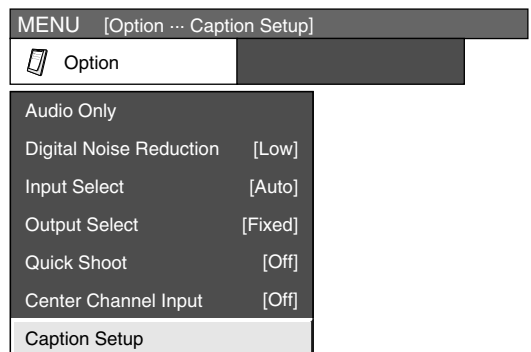 MENU [Option ··· Caption Setup]
Option
Audio Only
Digital Noise Reduction [Low]
Input Select [Auto]
Output Select [Fixed]
Quick Shoot [Off]
Center Channel Input [Off]
Caption Setup